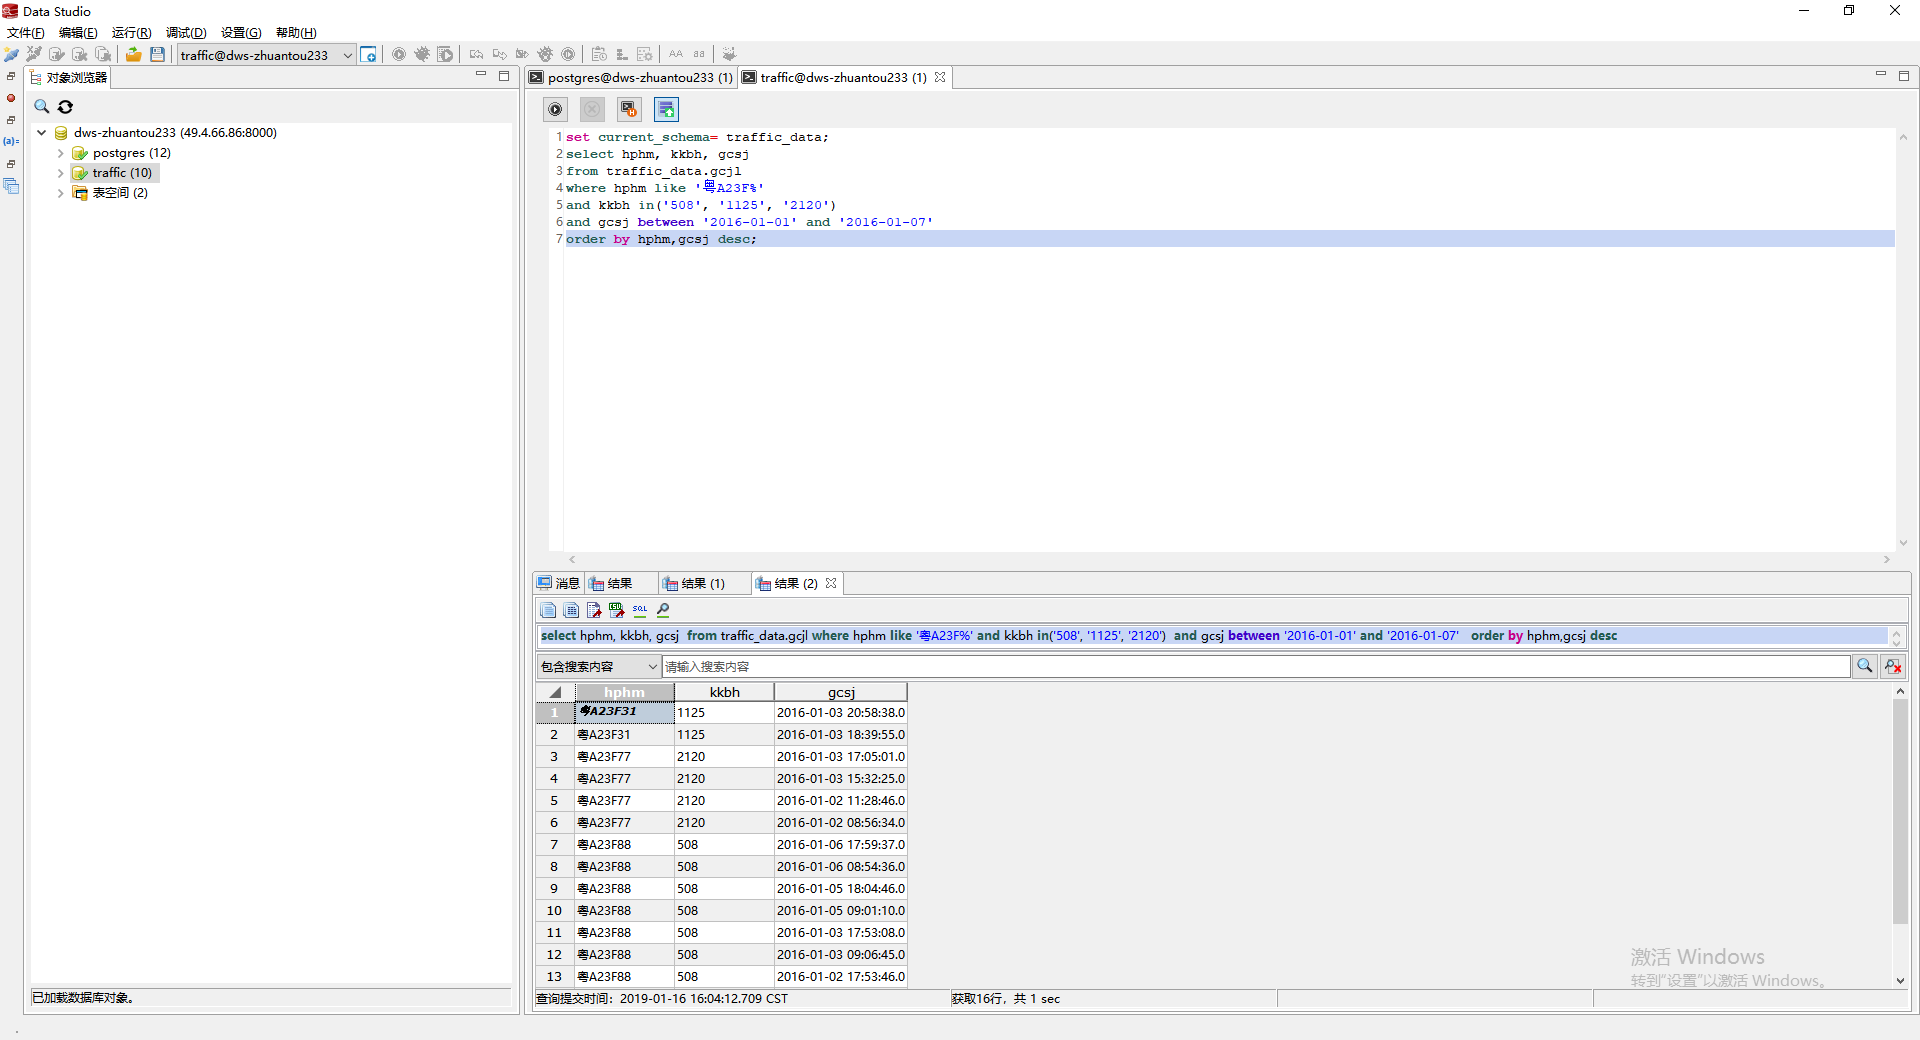 Data Studio
文件(F) 编辑(E) 运行(R) 调试(D) 设置(G) 帮助(H)
traffic@dws-zhuantou233
对象浏览器
dws-zhuantou233 (49.4.66.86:8000)
postgres (12)
traffic (10)
表空间 (2)
已加载数据库对象。
postgres@dws-zhuantou233 (1) traffic@dws-zhuantou233 (1)
1 set current_schema= traffic_data;
2 select hphm, kkbh, gcsj
3 from traffic_data.gcjl
4 where hphm like '粤A23F%'
5 and kkbh in('508', '1125', '2120')
6 and gcsj between '2016-01-01' and '2016-01-07'
7 order by hphm,gcsj desc;
消息 结果 结果 (1) 结果 (2)
SQL
select hphm, kkbh, gcsj from traffic_data.gcjl where hphm like '粤A23F%' and kkbh in('508', '1125', '2120') and gcsj between '2016-01-01' and '2016-01-07' order by hphm,gcsj desc
包含搜索内容 请输入搜索内容
hphm kkbh gcsj
1 粤A23F31 1125 2016-01-03 20:58:38.0
2 粤A23F31 1125 2016-01-03 18:39:55.0
3 粤A23F77 2120 2016-01-03 17:05:01.0
4 粤A23F77 2120 2016-01-03 15:32:25.0
5 粤A23F77 2120 2016-01-02 11:28:46.0
6 粤A23F77 2120 2016-01-02 08:56:34.0
7 粤A23F88 508 2016-01-06 17:59:37.0
8 粤A23F88 508 2016-01-06 08:54:36.0
9 粤A23F88 508 2016-01-05 18:04:46.0
10 粤A23F88 508 2016-01-05 09:01:10.0
11 粤A23F88 508 2016-01-03 17:53:08.0
12 粤A23F88 508 2016-01-03 09:06:45.0
13 粤A23F88 508 2016-01-02 17:53:46.0
激活 Windows
转到"设置"以激活 Windows。
查询提交时间: 2019-01-16 16:04:12.709 CST 获取16行，共 1 sec